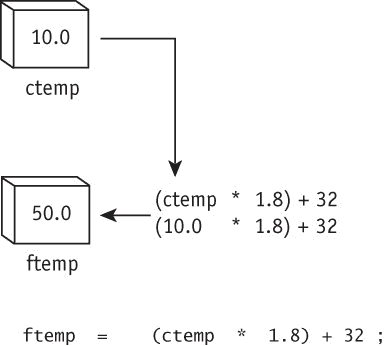 10.0
ctemp
50.0
(ctemp * 1.8) + 32
(10.0 * 1.8) + 32
ftemp
ftemp = (ctemp * 1.8) + 32 ;